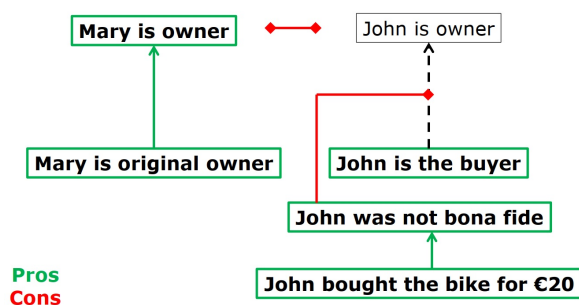 Mary is owner
John is owner
Mary is original owner
John is the buyer
John was not bona fide
John bought the bike for €20
Pros
Cons